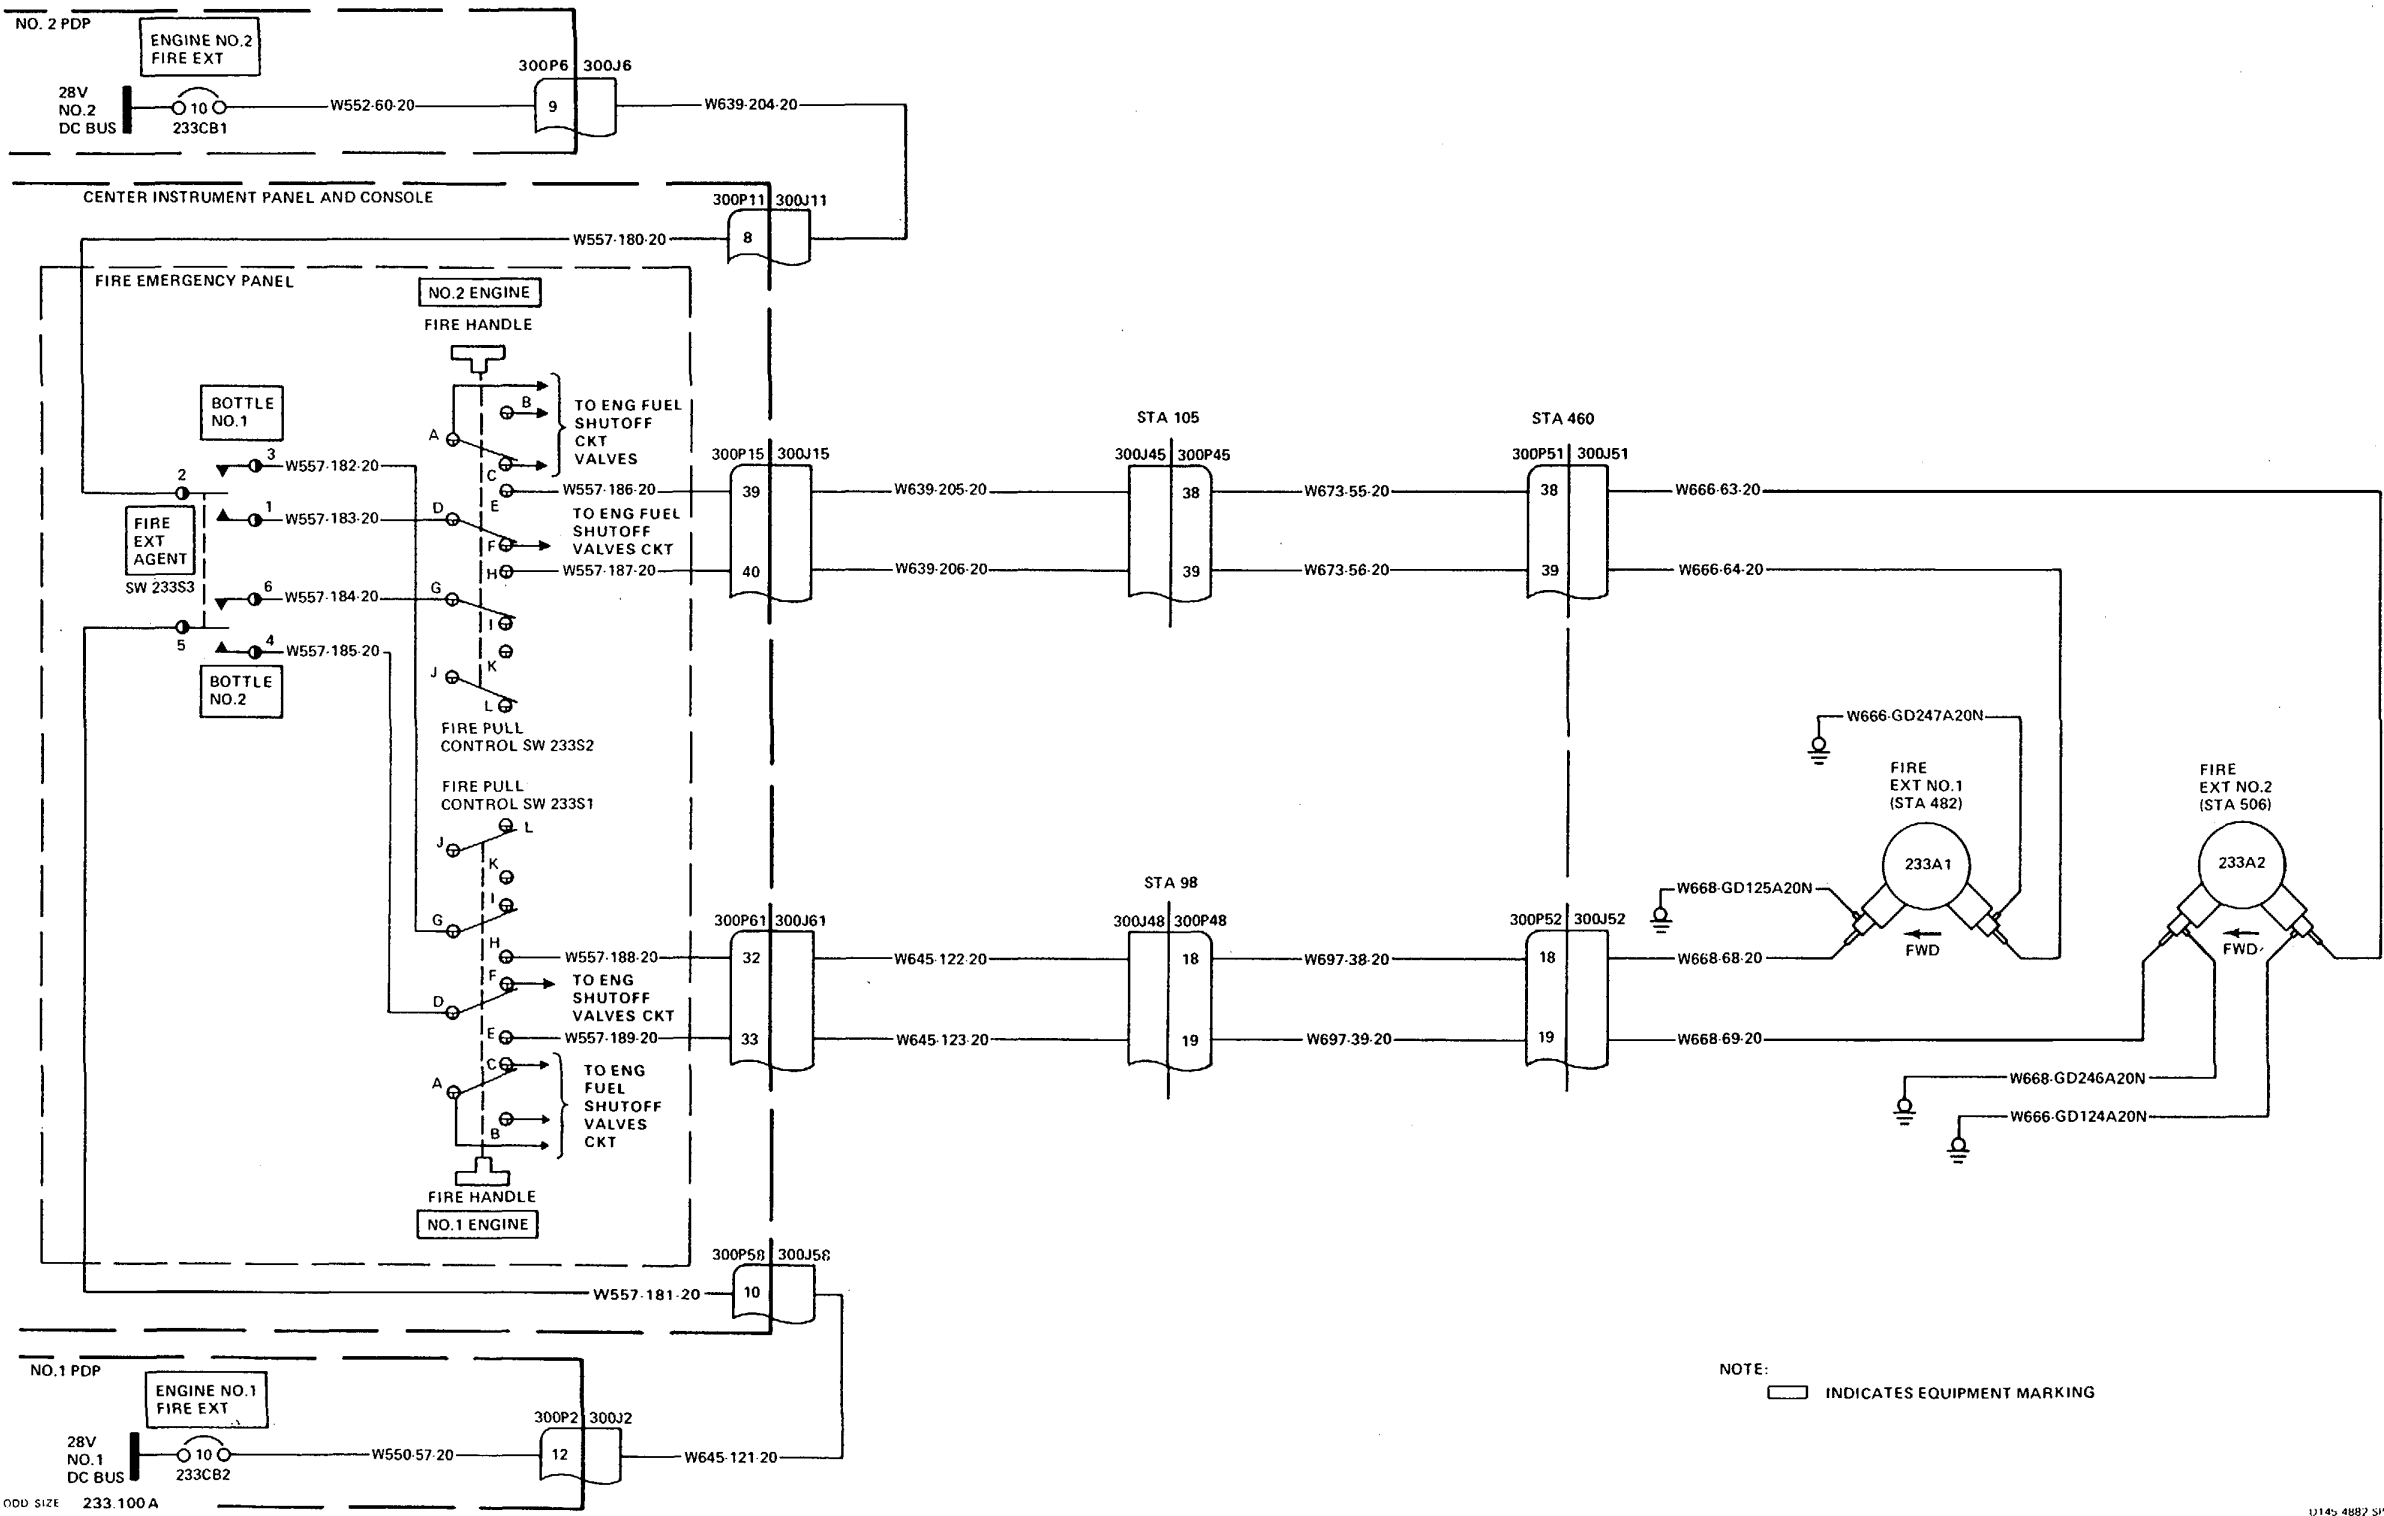 NO. 2 PDP
ENGINE NO.2
FIRE EXT
28V
NO.2
DC BUS
10
233CB1
W552-60-20
300P6
300J6
9
W639-204-20
CENTER INSTRUMENT PANEL AND CONSOLE
300P11
300J11
W557-180-20
8
FIRE EMERGENCY PANEL
NO.2 ENGINE
FIRE HANDLE
BOTTLE
NO.1
2
3
W557-182-20
1
W557-183-20
FIRE
EXT
AGENT
SW 233S3
6
W557-184-20
5
4
W557-185-20
BOTTLE
NO.2
A
B
C
TO ENG FUEL
SHUTOFF
CKT
VALVES
E
W557-186-20
D
F
TO ENG FUEL
SHUTOFF
VALVES CKT
H
W557-187-20
G
I
K
J
L
FIRE PULL
CONTROL SW 233S2
FIRE PULL
CONTROL SW 233S1
L
J
K
I
G
H
W557-188-20
F
TO ENG
SHUTOFF
VALVES CKT
D
E
W557-189-20
C
A
B
TO ENG
FUEL
SHUTOFF
VALVES
CKT
FIRE HANDLE
NO.1 ENGINE
300P15
300J15
39
40
W639-205-20
W639-206-20
STA 105
300J45
300P45
38
39
W673-55-20
W673-56-20
STA 460
300P51
300J51
38
39
W666-63-20
W666-64-20
W666-GD247A20N
FIRE
EXT NO.1
(STA 482)
233A1
FWD
FIRE
EXT NO.2
(STA 506)
233A2
FWD
W668-GD125A20N
300P61
300J61
32
33
W645-122-20
W645-123-20
STA 98
300J48
300P48
18
19
W697-38-20
W697-39-20
300P52
300J52
18
19
W668-68-20
W668-69-20
W668-GD246A20N
W666-GD124A20N
300P58
300J58
W557-181-20
10
NO.1 PDP
ENGINE NO.1
FIRE EXT
28V
NO.1
DC BUS
10
233CB2
W550-57-20
300P2
300J2
12
W645-121-20
NOTE:
INDICATES EQUIPMENT MARKING
ODD SIZE
233.100A
D145-4882